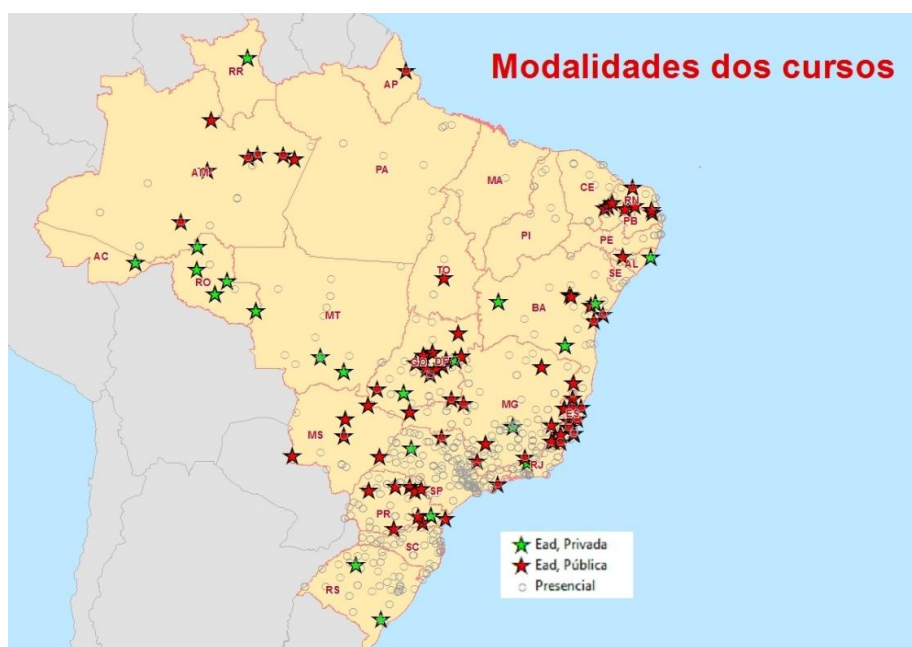 Modalidades dos cursos
RR
AP
AM
PA
MA
CE
RN
PB
PI
PE
AL
SE
AC
RO
TO
BA
MT
GO
DF
MG
ES
MS
RJ
SP
PR
SC
RS
Ead, Privada
Ead, Pública
Presencial